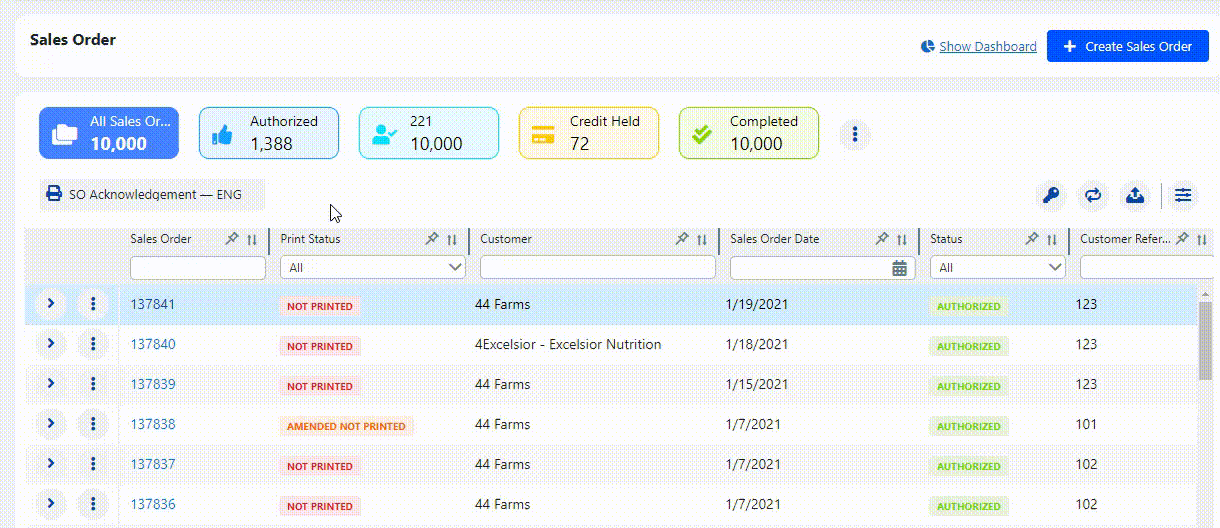 Sales Order
Show Dashboard
Create Sales Order
All Sales Or...
10,000
Authorized
1,388
221
10,000
Credit Held
72
Completed
10,000
SO Acknowledgement — ENG
Sales Order Print Status Customer Sales Order Date Status Customer Refer...
All All
137841 NOT PRINTED 44 Farms 1/19/2021 AUTHORIZED 123
137840 NOT PRINTED 4Excelsior - Excelsior Nutrition 1/18/2021 AUTHORIZED 123
137839 NOT PRINTED 44 Farms 1/15/2021 AUTHORIZED 123
137838 AMENDED NOT PRINTED 44 Farms 1/7/2021 AUTHORIZED 101
137837 NOT PRINTED 44 Farms 1/7/2021 AUTHORIZED 102
137836 NOT PRINTED 44 Farms 1/7/2021 AUTHORIZED 102